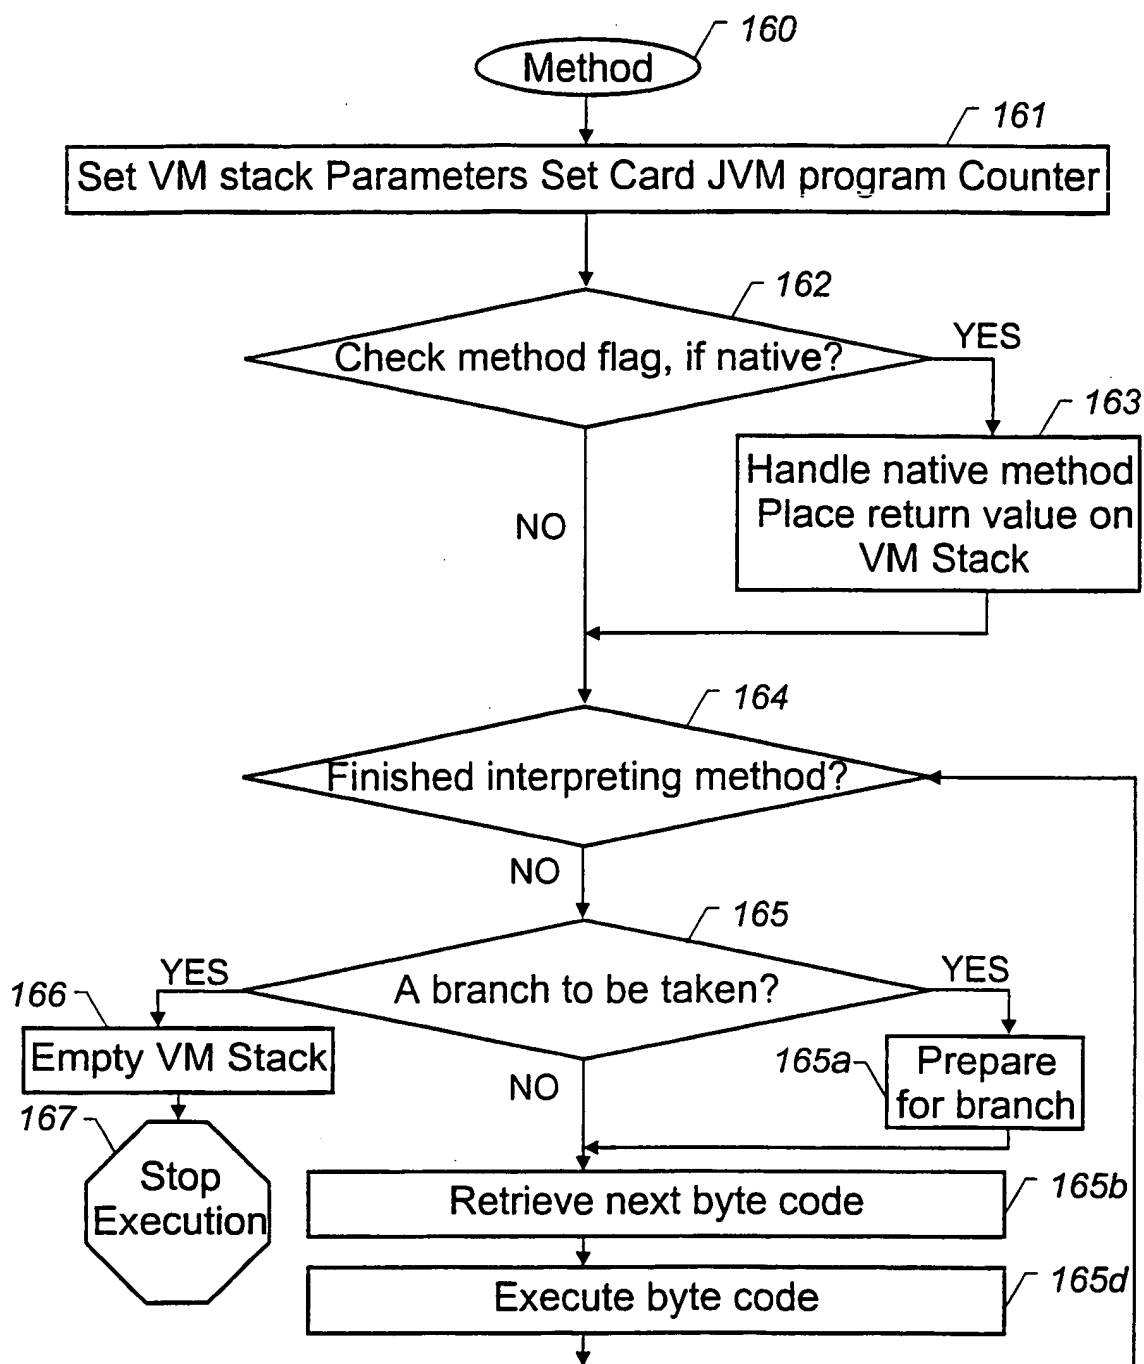 160
Method
161
Set VM stack Parameters Set Card JVM program Counter
162
Check method flag, if native?
YES
163
Handle native method
Place return value on
VM Stack
NO
164
Finished interpreting method?
NO
165
YES
A branch to be taken?
YES
166
Empty VM Stack
NO
165a
Prepare
for branch
167
Stop
Execution
Retrieve next byte code
165b
Execute byte code
165d